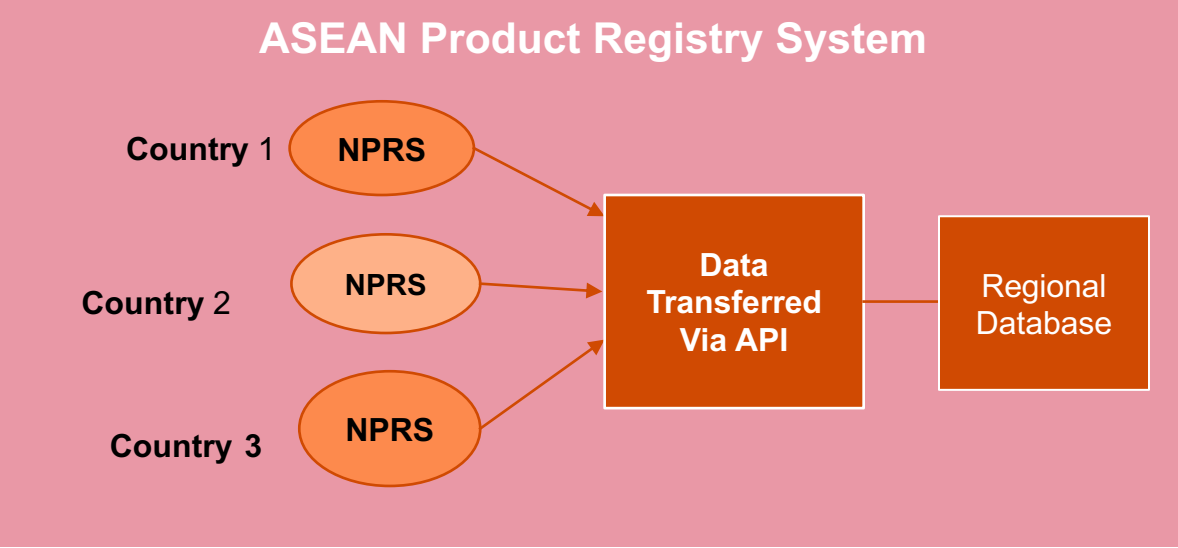 ASEAN Product Registry System
Country 1
NPRS
Country 2
NPRS
Country 3
NPRS
Data
Transferred
Via API
Regional
Database